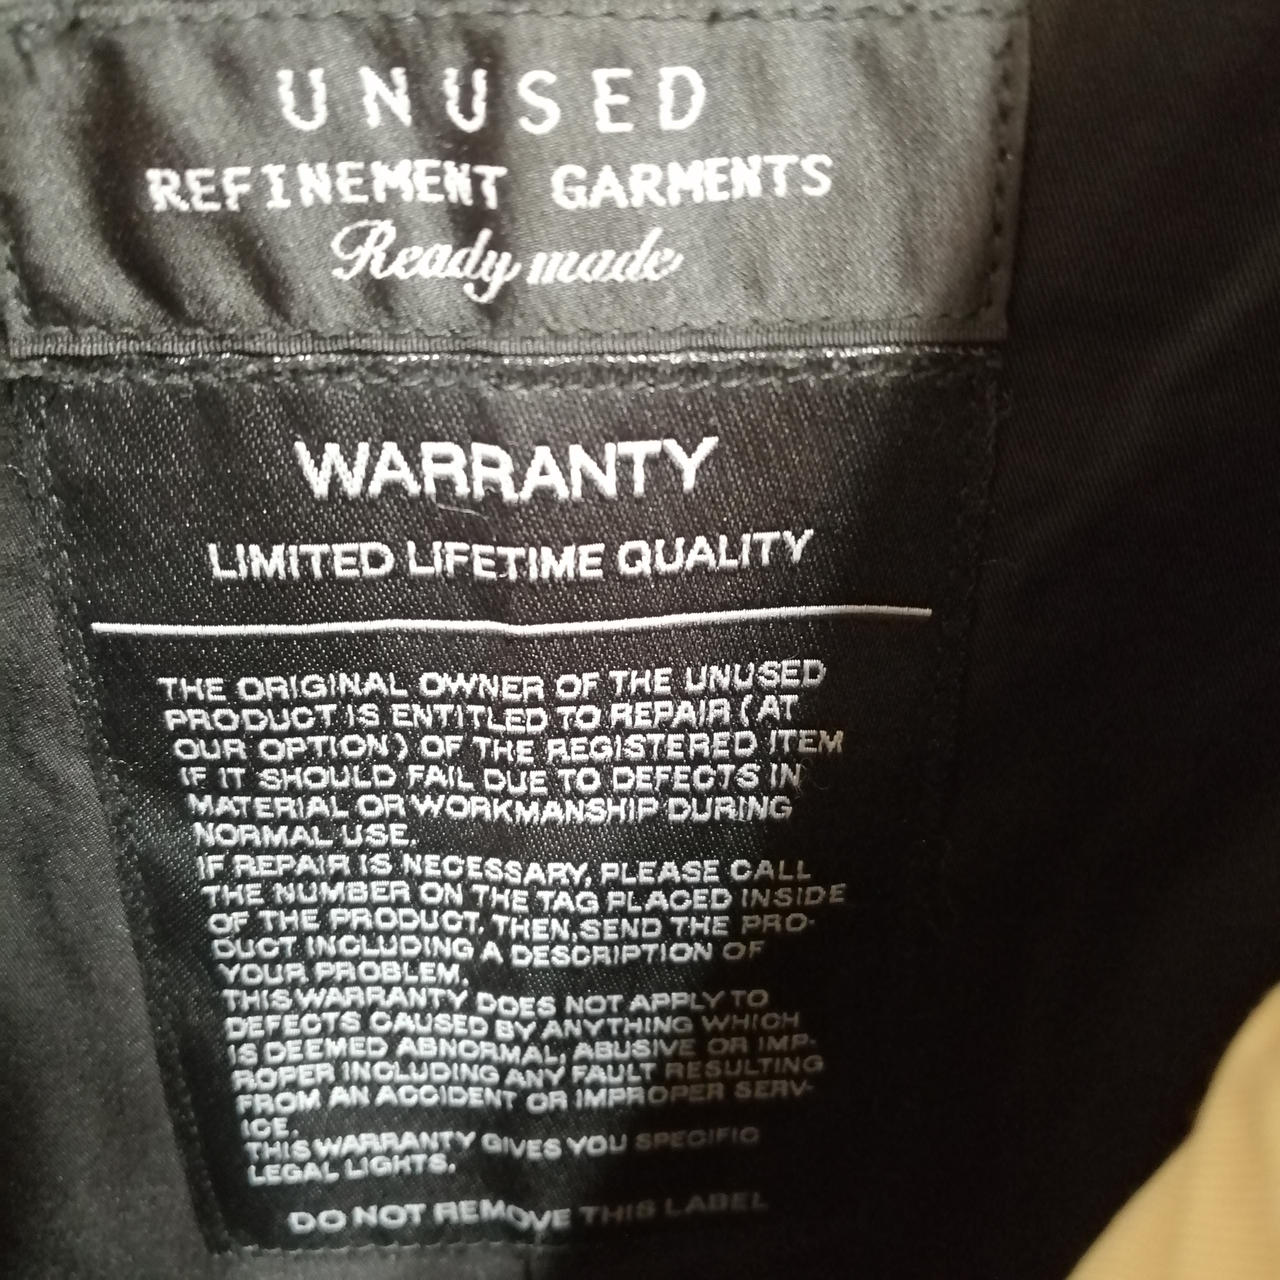 UNUSED
REFINEMENT GARMENTS
Ready made
WARRANTY
LIMITED LIFETIME QUALITY
THE ORIGINAL OWNER OF THE UNUSED
PRODUCT IS ENTITLED TO REPAIR (AT
OUR OPTION) OF THE REGISTERED ITEM
IF IT SHOULD FAIL DUE TO DEFECTS IN
MATERIAL OR WORKMANSHIP DURING
NORMAL USE.
IF REPAIR IS NECESSARY, PLEASE CALL
THE NUMBER ON THE TAG PLACED INSIDE
OF THE PRODUCT. THEN,SEND THE PRO-
DUCT INCLUDING A DESCRIPTION OF
YOUR PROBLEM.
THIS WARRANTY DOES NOT APPLY TO
DEFECTS CAUSED BY ANYTHING WHICH
IS DEEMED ABNORMAL, ABUSIVE OR IMP-
ROPER INCLUDING ANY FAULT RESULTING
FROM AN ACCIDENT OR IMPROPER SERV-
ICE.
THIS WARRANTY GIVES YOU SPECIFIC
LEGAL LIGHTS.
DO NOT REMOVE THIS LABEL